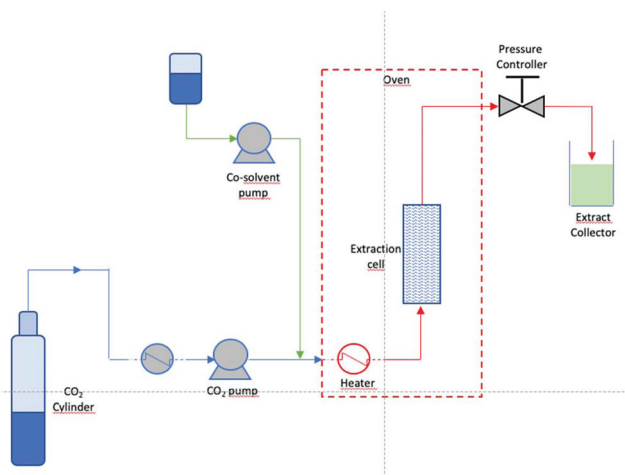 Pressure
Controller
Oven
Co-solvent
pump
Extract
Collector
Extraction
cell
Heater
CO₂
Cylinder
CO₂ pump